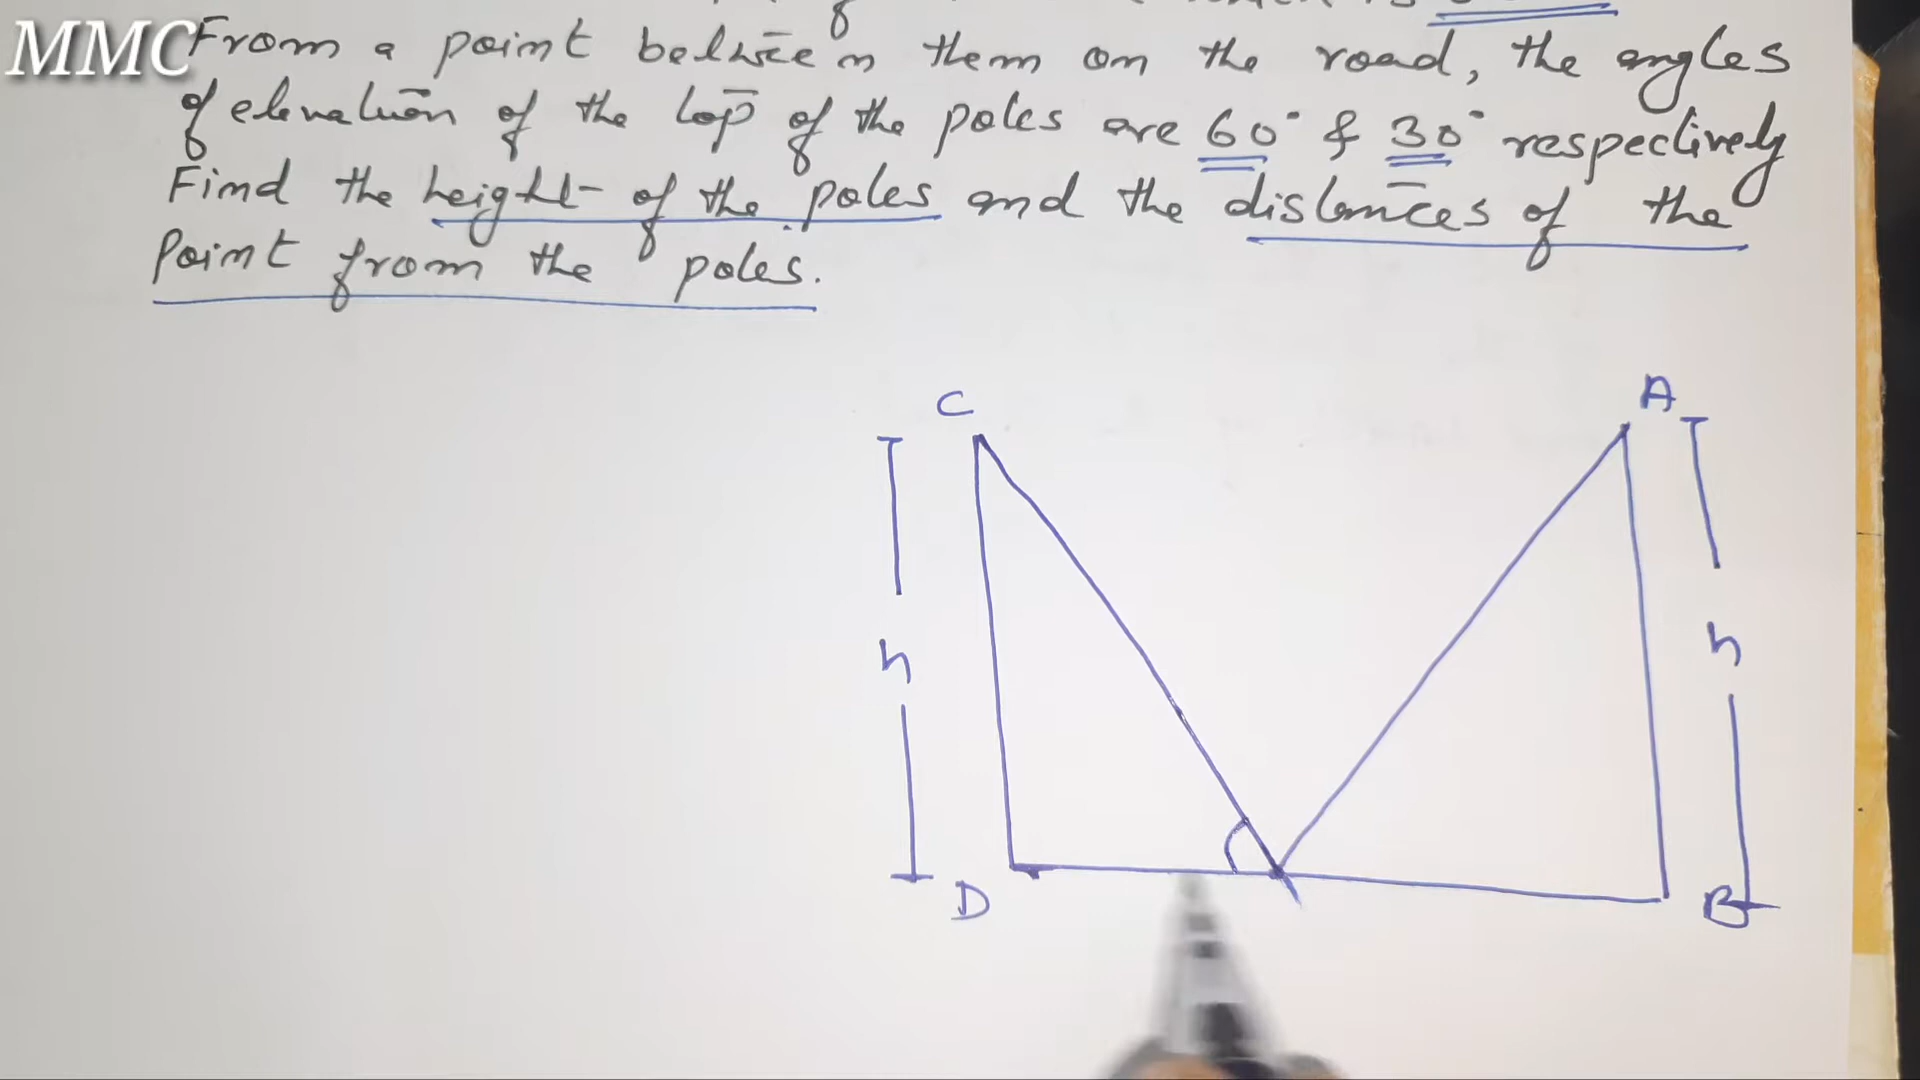 MMC
From a point between them on the road, the angles
of elevation of the top of the poles are 60° & 30° respectively
Find the height of the poles and the distances of the
Point from the poles.
C
A
h
h
D
B